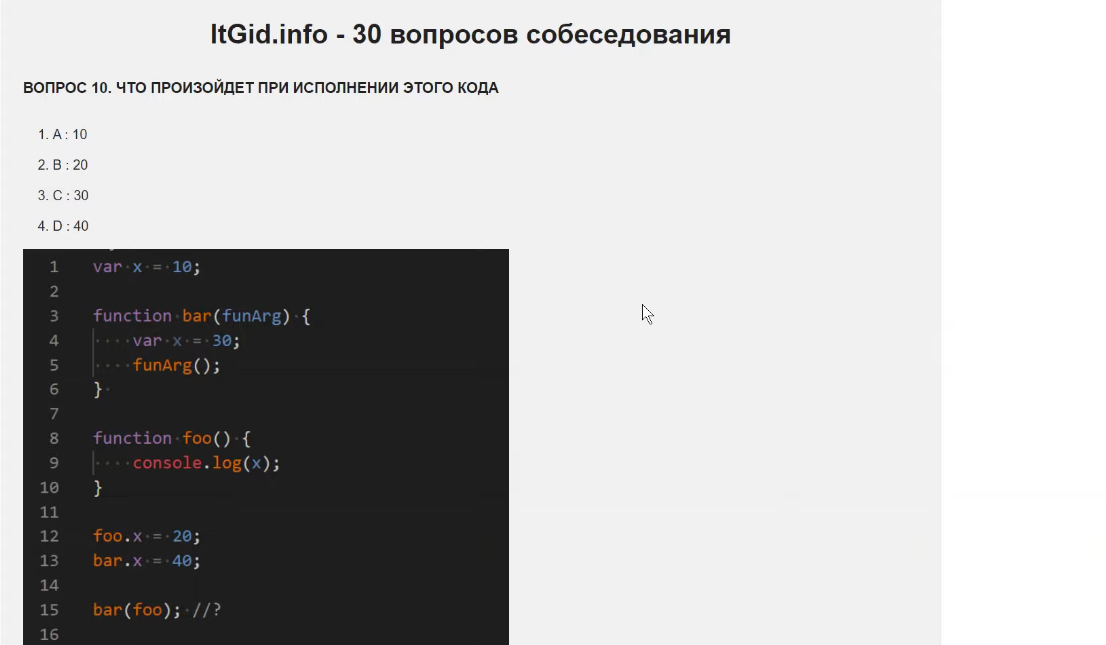 ItGid.info - 30 вопросов собеседования
ВОПРОС 10. ЧТО ПРОИЗОЙДЕТ ПРИ ИСПОЛНЕНИИ ЭТОГО КОДА
1. A : 10
2. B : 20
3. C : 30
4. D : 40
1 var x = 10;
2
3 function bar(funArg) {
4 var x = 30;
5 funArg();
6 }
7
8 function foo() {
9 console.log(x);
10 }
11
12 foo.x = 20;
13 bar.x = 40;
14
15 bar(foo); //?
16